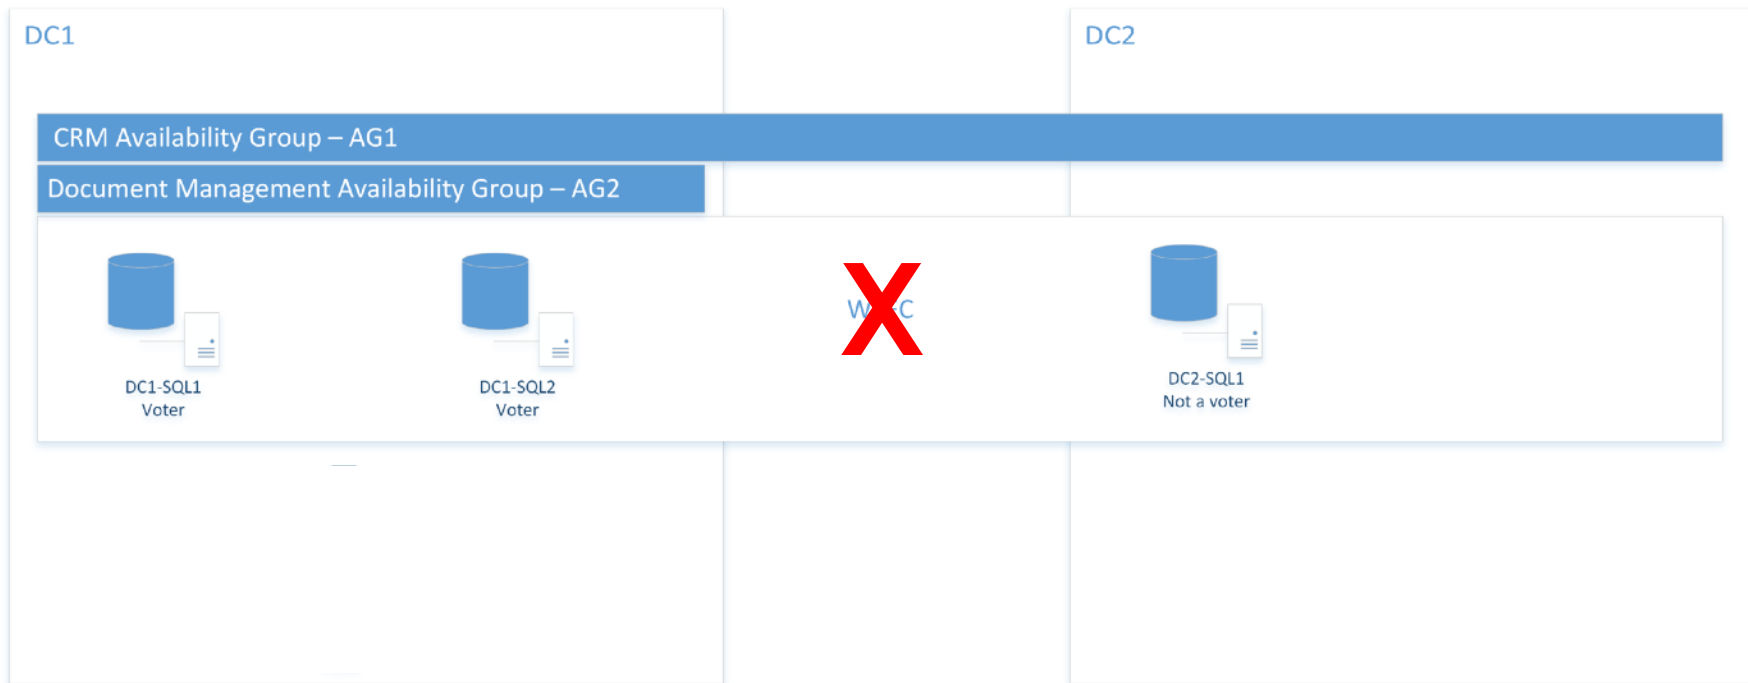 DC1
DC2
CRM Availability Group – AG1
Document Management Availability Group – AG2
X
DC1-SQL1
Voter
DC1-SQL2
Voter
DC2-SQL1
Not a voter